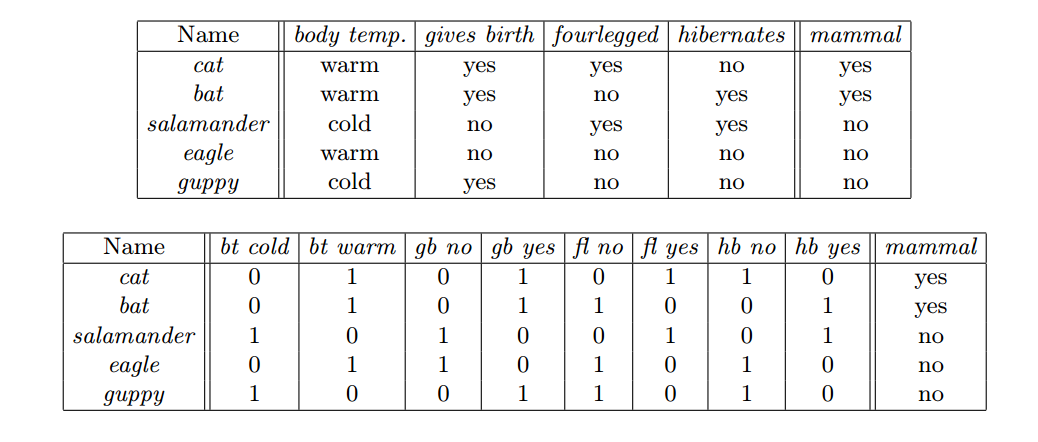 Name body temp. gives birth fourlegged hibernates mammal
cat warm yes yes no yes
bat warm yes no yes yes
salamander cold no yes yes no
eagle warm no no no no
guppy cold yes no no no
Name bt cold bt warm gb no gb yes fl no fl yes hb no hb yes mammal
cat 0 1 0 1 0 1 1 0 yes
bat 0 1 0 1 1 0 0 1 yes
salamander 1 0 1 0 0 1 0 1 no
eagle 0 1 1 0 1 0 1 0 no
guppy 1 0 0 1 1 0 1 0 no